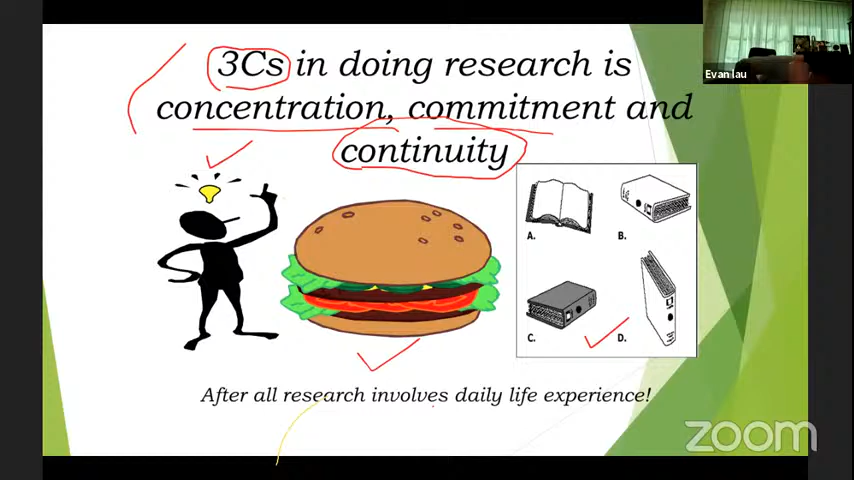 3Cs in doing research is
concentration, commitment and
continuity
Evan lau
A.
B.
C.
D.
After all research involves daily life experience!
zoom